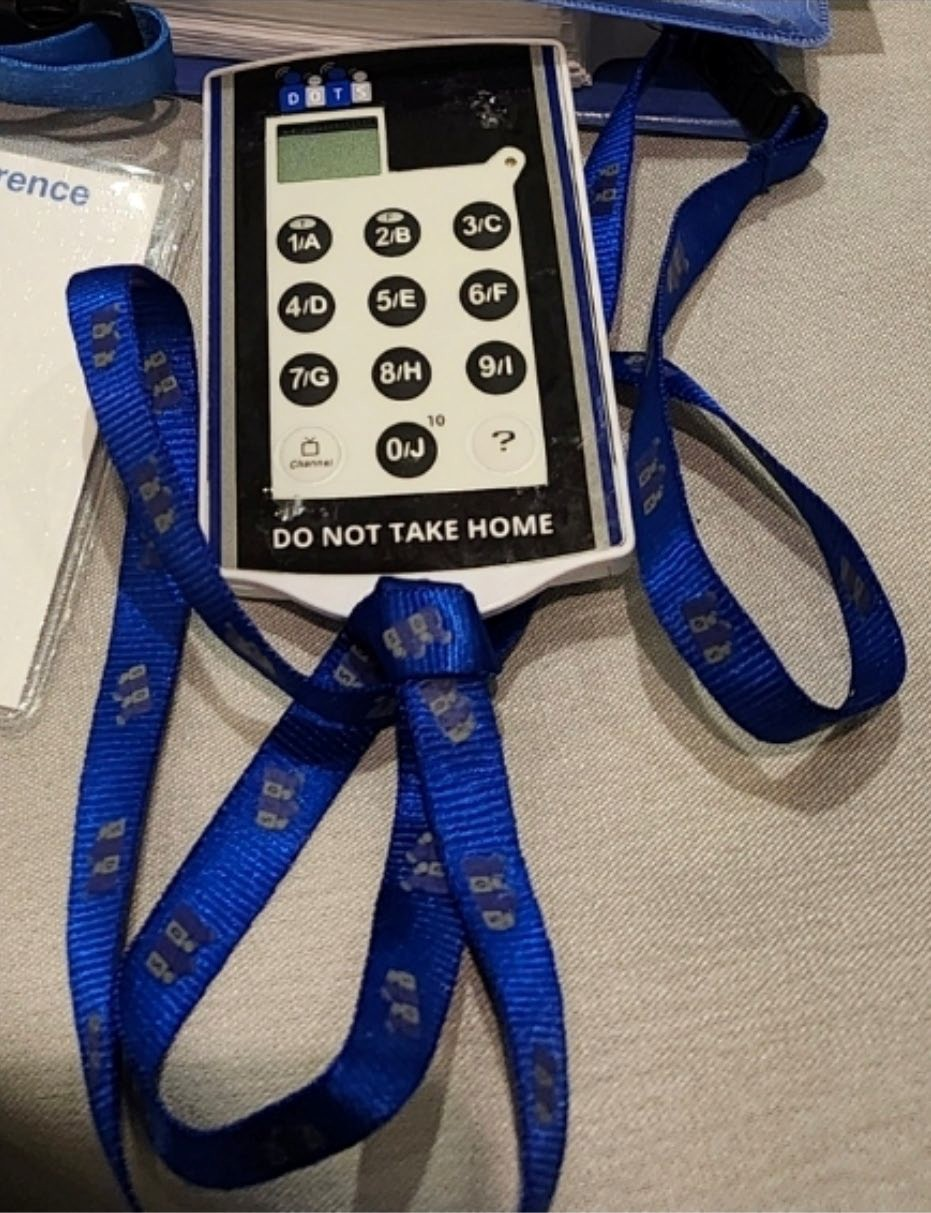 rence
DOTS
1/A
2/B
3/C
4/D
5/E
6/F
7/G
8/H
9/I
Channel
0/J
10
?
DO NOT TAKE HOME